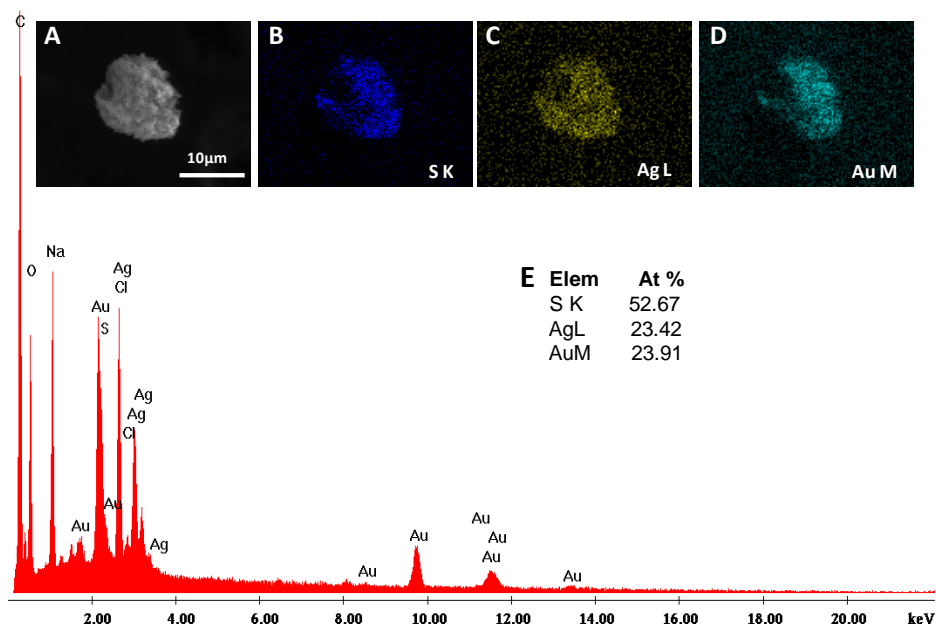 C
A
B
C
D
10µm
S K
Ag L
Au M
Na
O
Ag
Cl
Au
S
E Elem At %
S K 52.67
AgL 23.42
AuM 23.91
Ag
Ag
Cl
Au
Au
Ag
Au
Au
Au
Au
Au
Au
2.00 4.00 6.00 8.00 10.00 12.00 14.00 16.00 18.00 20.00 keV